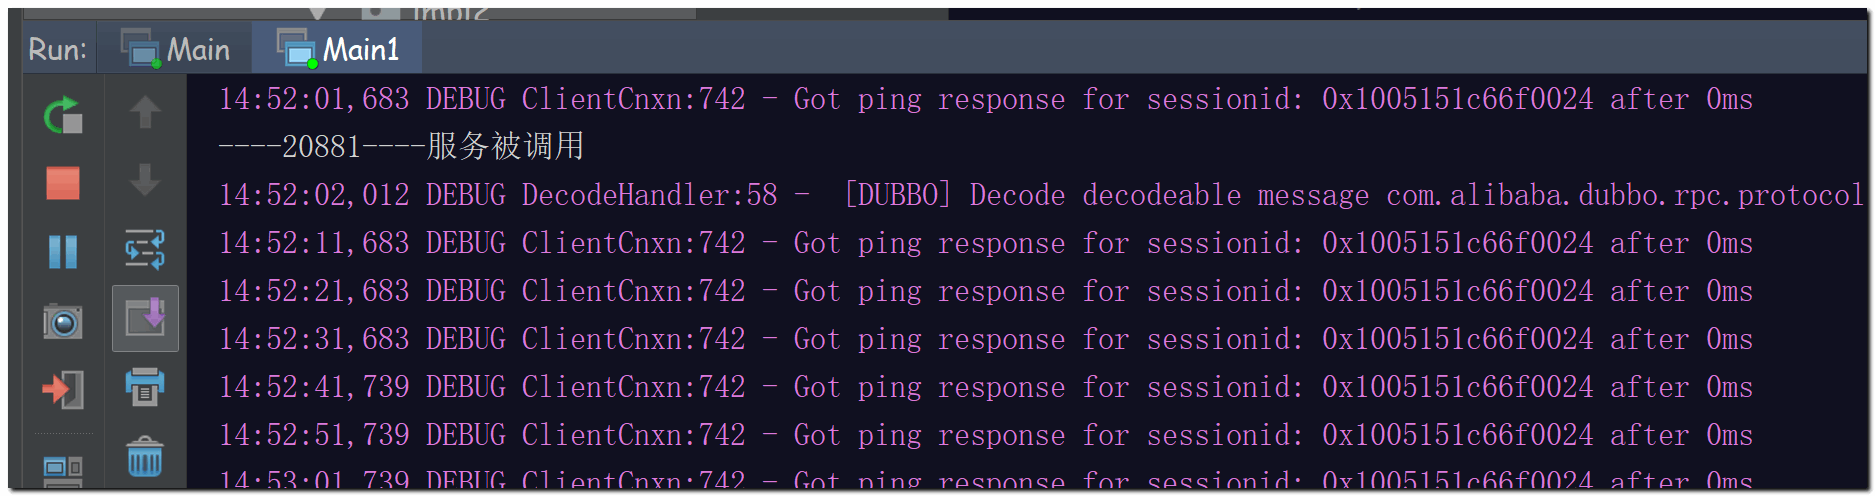 Impl2
Run: Main Main1
14:52:01,683 DEBUG ClientCnxn:742 - Got ping response for sessionid: 0x1005151c66f0024 after 0ms
----20881----服务被调用
14:52:02,012 DEBUG DecodeHandler:58 -  [DUBBO] Decode decodeable message com.alibaba.dubbo.rpc.protocol
14:52:11,683 DEBUG ClientCnxn:742 - Got ping response for sessionid: 0x1005151c66f0024 after 0ms
14:52:21,683 DEBUG ClientCnxn:742 - Got ping response for sessionid: 0x1005151c66f0024 after 0ms
14:52:31,683 DEBUG ClientCnxn:742 - Got ping response for sessionid: 0x1005151c66f0024 after 0ms
14:52:41,739 DEBUG ClientCnxn:742 - Got ping response for sessionid: 0x1005151c66f0024 after 0ms
14:52:51,739 DEBUG ClientCnxn:742 - Got ping response for sessionid: 0x1005151c66f0024 after 0ms
14:53:01,739 DEBUG ClientCnxn:742 - Got ping response for sessionid: 0x1005151c66f0024 after 0ms